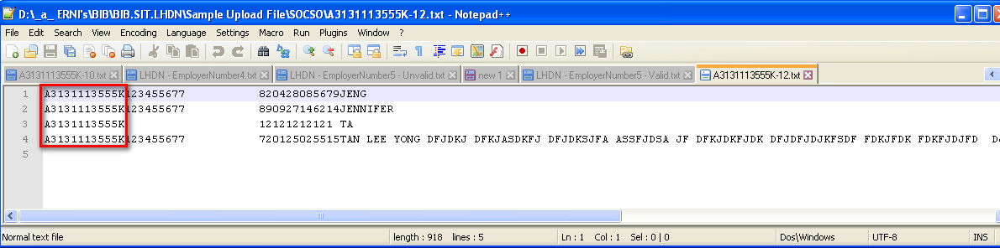 D:\_a_ ERNI's\BIB\BIB.SIT.LHDN\Sample Upload File\SOCSO\A3131113555K-12.txt - Notepad++
File Edit Search View Encoding Language Settings Macro Run Plugins Window ?
A3131113555K-10.txt LHDN - EmployerNumber4.txt LHDN - EmployerNumber5 - Unvalid.txt new 1 LHDN - EmployerNumber5 - Valid.txt A3131113555K-12.txt
1 A3131113555K123455677 820428085679JENG
2 A3131113555K123455677 890927146214JENNIFER
3 A3131113555K 12121212121 TA
4 A3131113555K123455677 720125025515TAN LEE YONG DFJDKJ DFKJASDKFJ DFJDKSJFA ASSFJDSA JF DFKJDKFJDK DFJDFJDJKFSDF FDKJFDK FDKFJDJFD
5
Normal text file length : 918 lines : 5 Ln : 1 Col : 1 Sel : 0 | 0 Dos\Windows UTF-8 INS